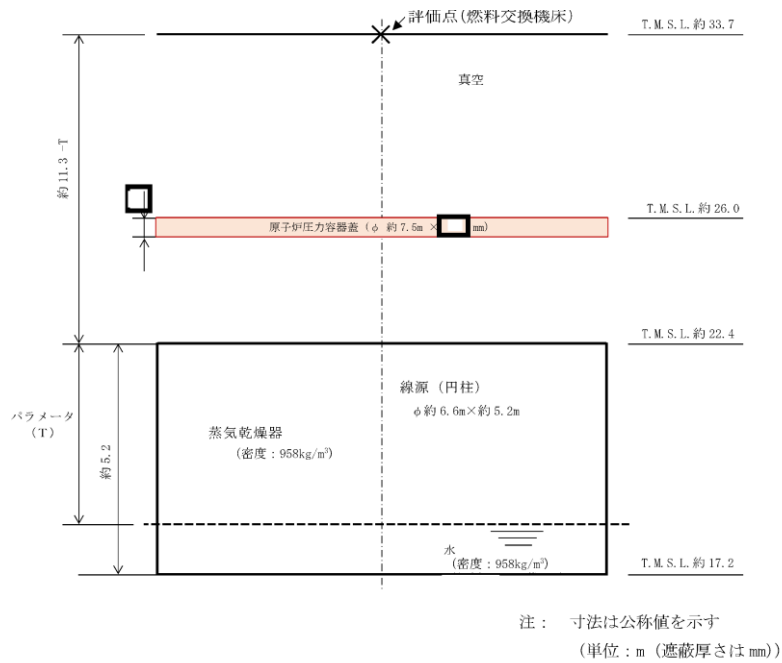 評価点(燃料交換機床)
T.M.S.L.約33.7
真空
約11.3 -T
T.M.S.L.約26.0
原子炉圧力容器蓋（φ 約7.5m × mm）
T.M.S.L.約22.4
線源（円柱）
φ約6.6m×約5.2m
パラメータ
（T）
蒸気乾燥器
（密度：958kg/m³）
約5.2
水
（密度：958kg/m³）
T.M.S.L.約17.2
注： 寸法は公称値を示す
（単位：m（遮蔽厚さはmm））